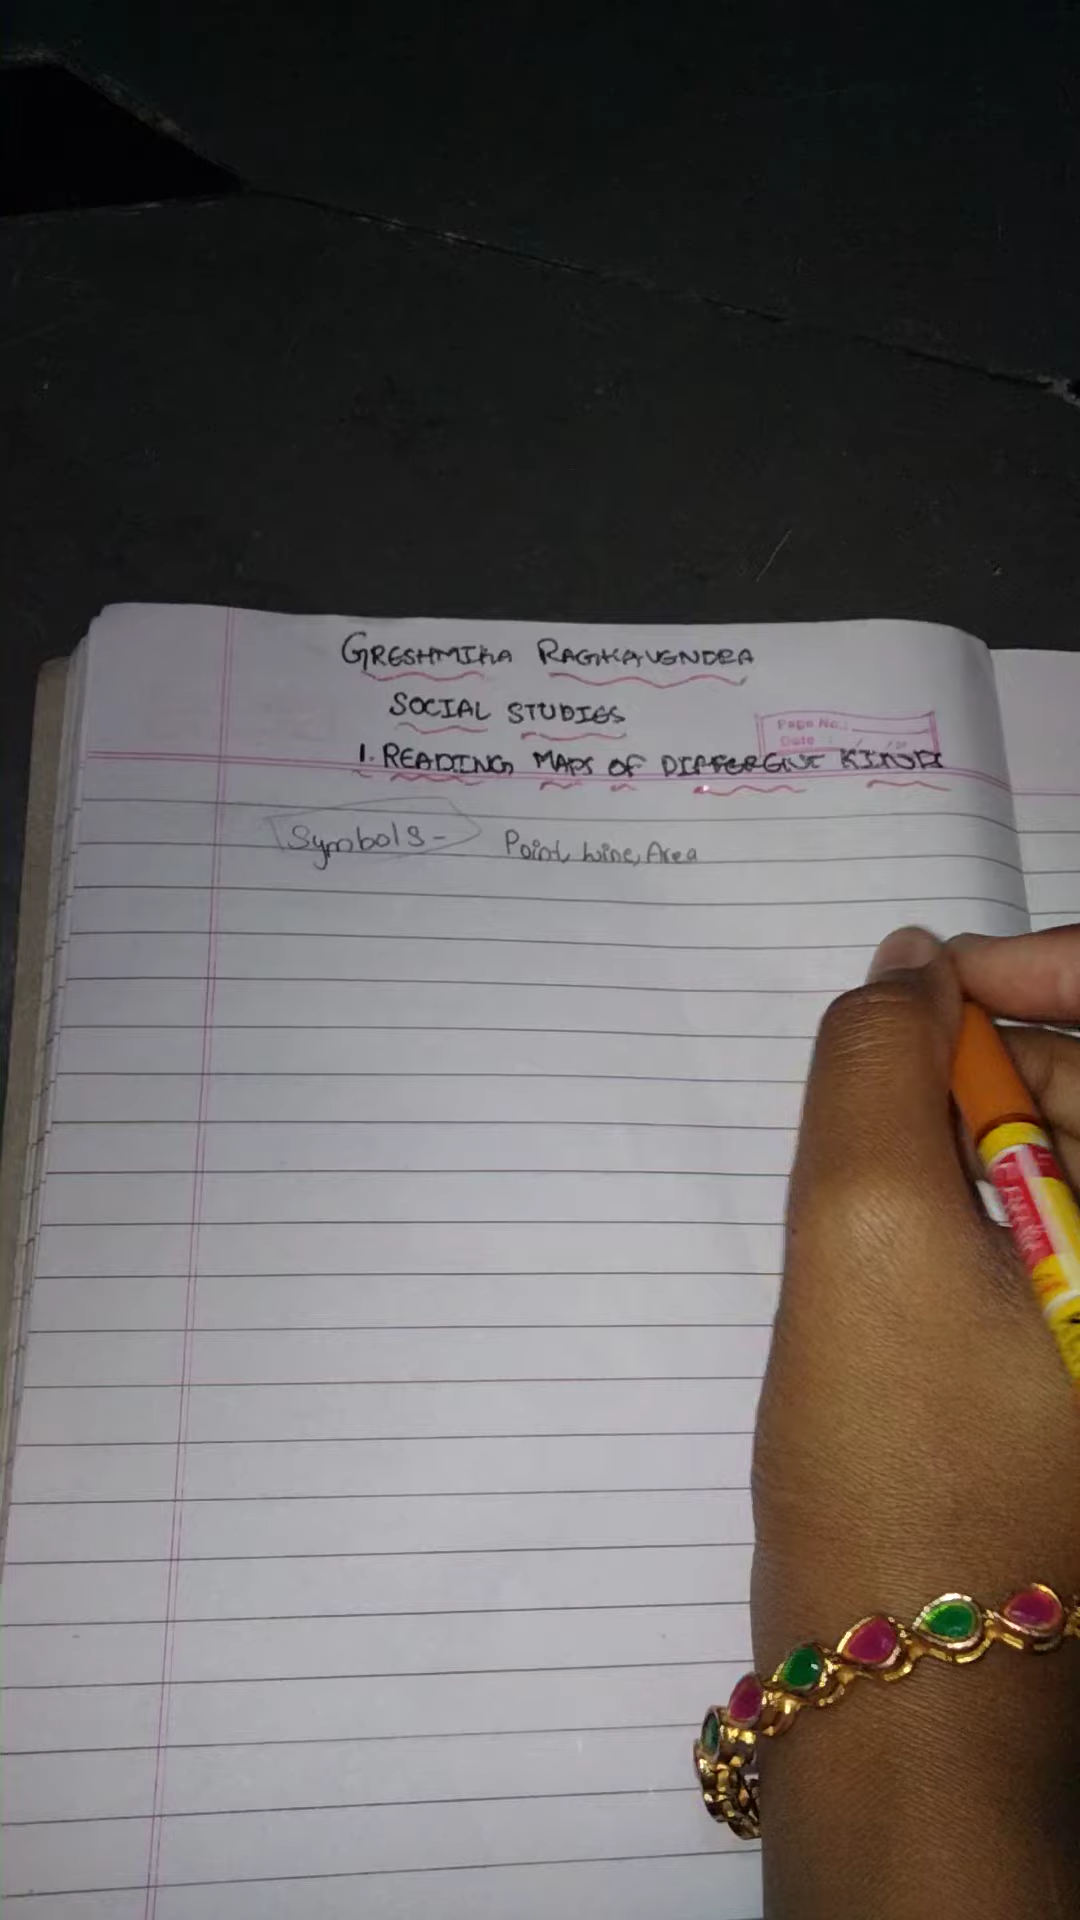 GRESHMIKA RAGHAVENDRA
SOCIAL STUDIES
Page No.:
Date :
1. READING MAPS OF DIFFERENT KINDS
Symbols - Point, Line, Area